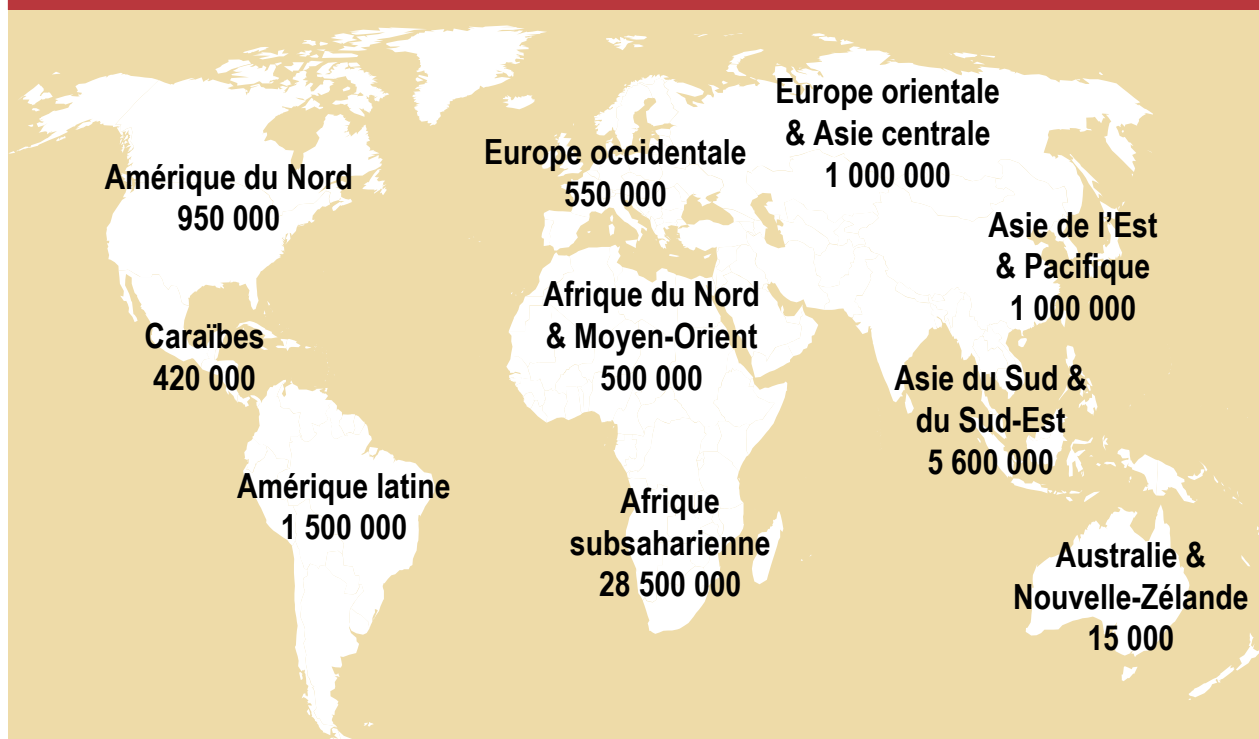 Europe orientale
& Asie centrale
1 000 000
Europe occidentale
550 000
Amérique du Nord
950 000
Asie de l'Est
& Pacifique
1 000 000
Afrique du Nord
& Moyen-Orient
500 000
Caraïbes
420 000
Asie du Sud &
du Sud-Est
5 600 000
Amérique latine
1 500 000
Afrique
subsaharienne
28 500 000
Australie &
Nouvelle-Zélande
15 000